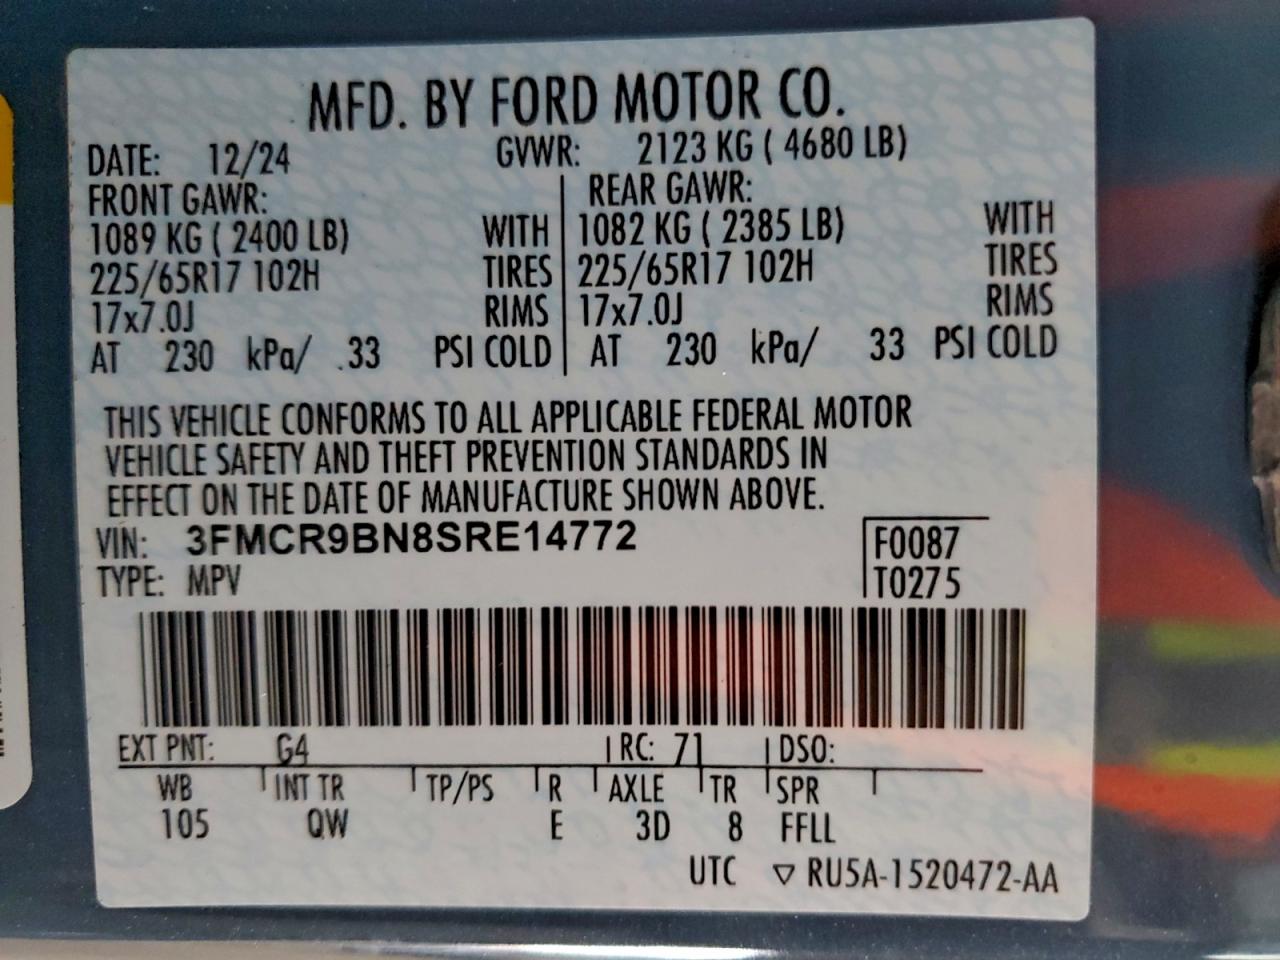 MFD. BY FORD MOTOR CO.
DATE: 12/24 GVWR: 2123 KG ( 4680 LB)
FRONT GAWR: REAR GAWR:
1089 KG ( 2400 LB) WITH 1082 KG ( 2385 LB) WITH
225/65R17 102H TIRES 225/65R17 102H TIRES
17x7.0J RIMS 17x7.0J RIMS
AT 230 kPa/ 33 PSI COLD AT 230 kPa/ 33 PSI COLD
THIS VEHICLE CONFORMS TO ALL APPLICABLE FEDERAL MOTOR
VEHICLE SAFETY AND THEFT PREVENTION STANDARDS IN
EFFECT ON THE DATE OF MANUFACTURE SHOWN ABOVE.
VIN: 3FMCR9BN8SRE14772 F0087
TYPE: MPV T0275
EXT PNT: G4 RC: 71 DSO:
WB INT TR TP/PS R AXLE TR SPR
105 QW E 3D 8 FFLL
UTC ▽ RU5A-1520472-AA